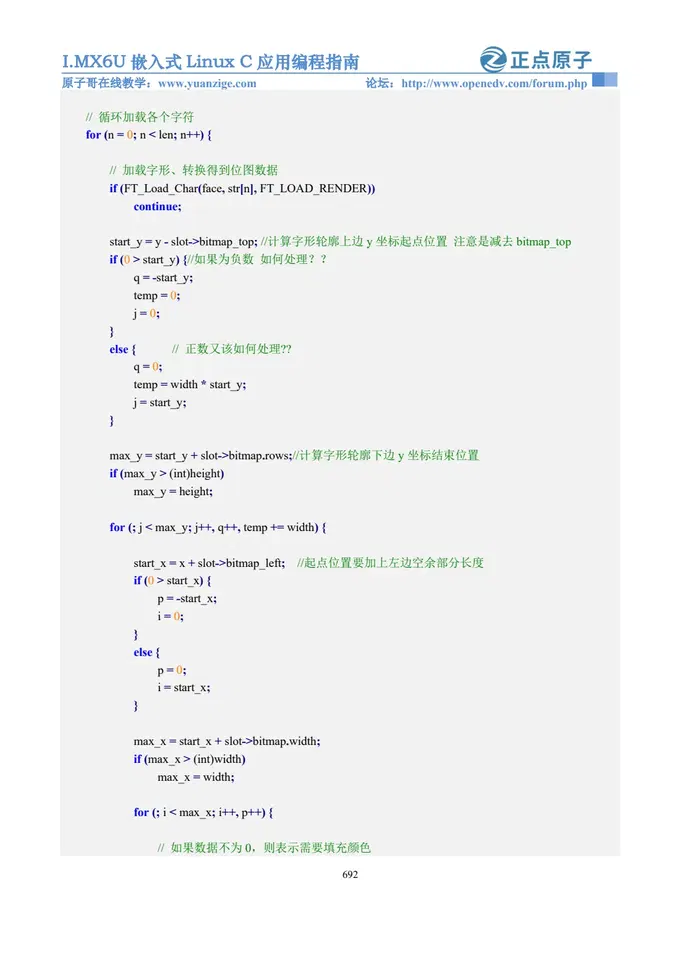 I.MX6U 嵌入式 Linux C 应用编程指南
正点原子
原子哥在线教学：www.yuanzige.com 论坛：http://www.openedv.com/forum.php
// 循环加载各个字符
for (n = 0; n < len; n++) {
// 加载字形、转换得到位图数据
if (FT_Load_Char(face, str[n], FT_LOAD_RENDER))
continue;
start_y = y - slot->bitmap_top; //计算字形轮廓上边 y 坐标起点位置 注意是减去 bitmap_top
if (0 > start_y) {//如果为负数 如何处理？？
q = -start_y;
temp = 0;
j = 0;
}
else { // 正数又该如何处理??
q = 0;
temp = width * start_y;
j = start_y;
}
max_y = start_y + slot->bitmap.rows;//计算字形轮廓下边 y 坐标结束位置
if (max_y > (int)height)
max_y = height;
for (; j < max_y; j++, q++, temp += width) {
start_x = x + slot->bitmap_left; //起点位置要加上左边空余部分长度
if (0 > start_x) {
p = -start_x;
i = 0;
}
else {
p = 0;
i = start_x;
}
max_x = start_x + slot->bitmap.width;
if (max_x > (int)width)
max_x = width;
for (; i < max_x; i++, p++) {
// 如果数据不为 0，则表示需要填充颜色
692